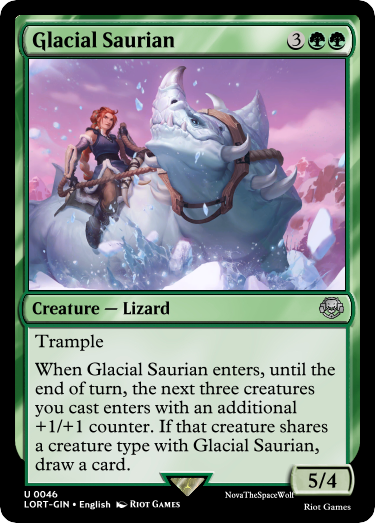 Glacial Saurian 3
Creature — Lizard
Trample
When Glacial Saurian enters, until the
end of turn, the next three creatures
you cast enters with an additional
+1/+1 counter. If that creature shares
a creature type with Glacial Saurian,
draw a card.
5/4
U 0046
LORT-GIN • English Riot Games
NovaTheSpaceWolf
Riot Games